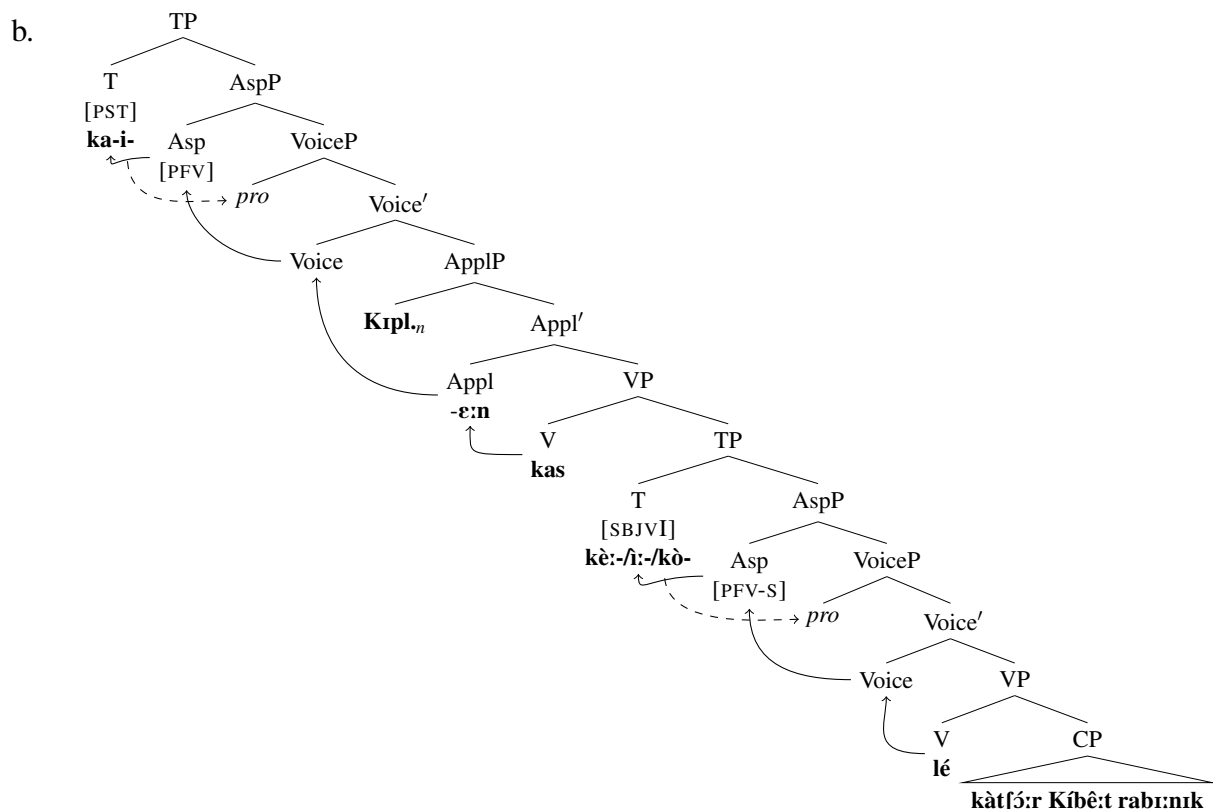 b.
TP
T AspP
[PST]
ka-i- Asp VoiceP
[PFV] pro Voice′
Voice ApplP
Kɪpl.n Appl′
Appl VP
-ɛːn V TP
kas
T AspP
[SBJVI]
kèː-/ìː-/kò- Asp VoiceP
[PFV-S] pro Voice′
Voice VP
V CP
lé
kàtʃɔ́ːr Kíbêːt rabɪːnɪk